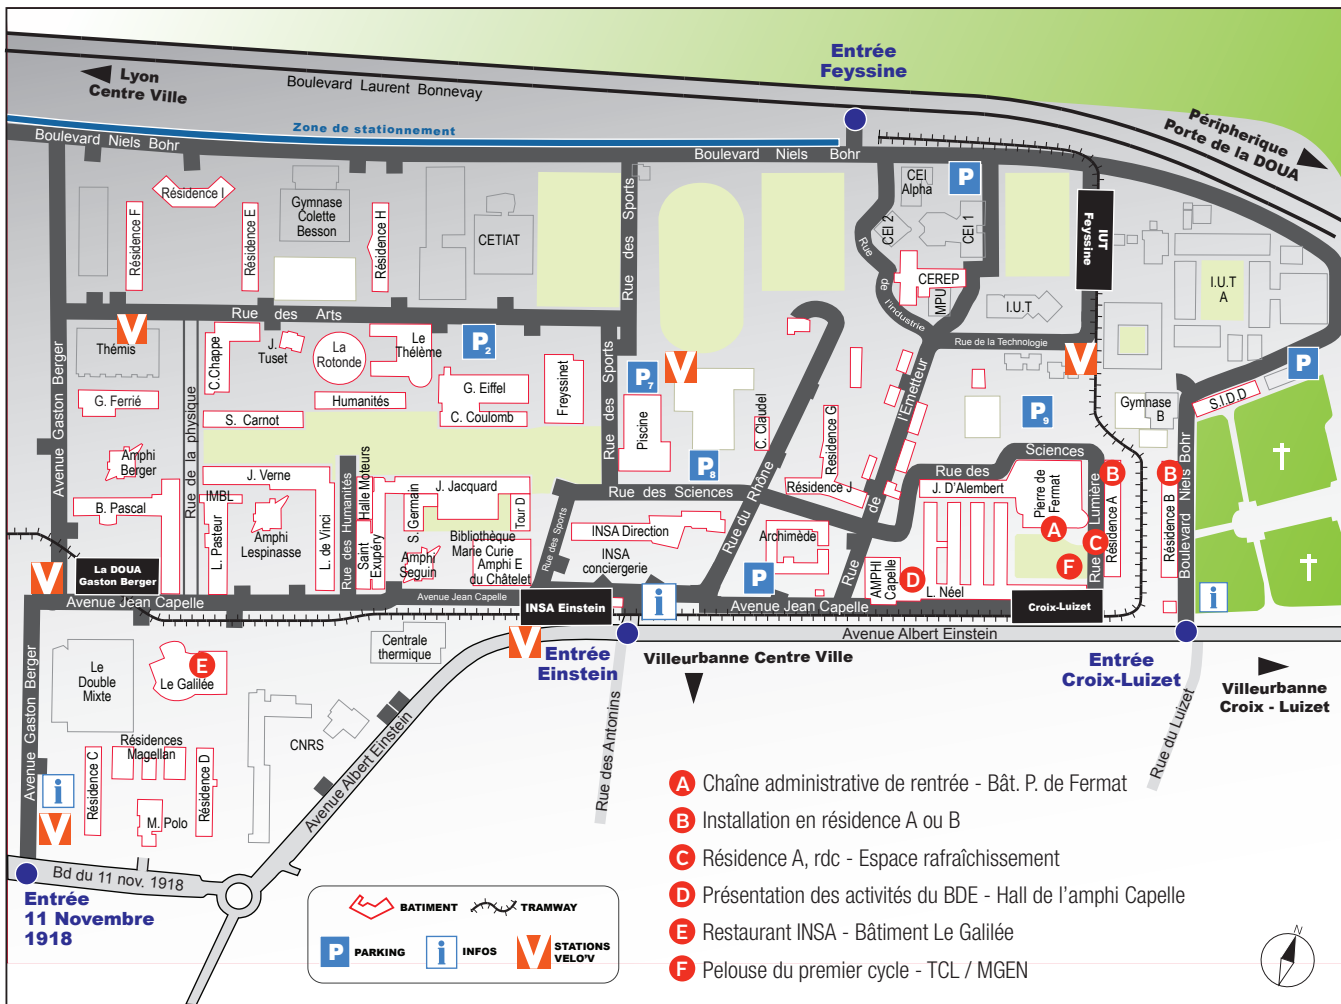 Entrée
Feyssine
Lyon
Centre Ville
Boulevard Laurent Bonnevay
Zone de stationnement
Périphérique
Porte de la DOUA
Boulevard Niels Bohr
Boulevard Niels Bohr
Résidence I
Résidence F
Résidence E
Gymnase
Colette
Besson
Résidence H
CETIAT
Rue des Sports
CEI
Alpha
P
CEI 2
CEI 1
Rue de l'industrie
CEREP
MPU
I.U.T
IUT
Feyssine
I.U.T
A
Avenue Gaston Berger
Rue des Arts
Thémis
V
C.Chappe
J.
Tuset
La
Rotonde
Le
Thélème
P2
Rue de la Technologie
V
P
G. Ferrié
Rue de la physique
Humanités
G. Eiffel
Freyssinet
Rue des Sports
P7
V
l'Emetteur
P9
Gymnase
B
S.I.D.D
S. Carnot
C. Coulomb
Piscine
C. Claudel
Résidence G
Amphi
Berger
J. Verne
Hale Moteurs
P8
Rue des Sciences
B
B
Boulevard Niels Bohr
B. Pascal
IMBL
Rue des Humanités
S. Germain
J. Jacquard
Tour D
Rue des Sciences
Rue du Rhône
Résidence J
J. D'Alembert
Pierre de
Fermat
Rue Lumière
Résidence A
Résidence B
L. Pasteur
Amphi
Lespinasse
L. de Vinci
Saint
Exupéry
Amphi
Seguin
Bibliothèque
Marie Curie
Amphi E
du Châtelet
Rue des Sports
INSA Direction
INSA
conciergerie
Archimède
Rue de
A
C
F
V
La DOUA
Gaston Berger
Avenue Jean Capelle
Avenue Jean Capelle
INSA Einstein
i
P
Avenue Jean Capelle
AMPHI
Capelle
D
L. Néel
Croix-Luizet
i
Centrale
thermique
V
Entrée
Einstein
Villeurbanne Centre Ville
Avenue Albert Einstein
Entrée
Croix-Luizet
Villeurbanne
Croix - Luizet
Avenue Gaston Berger
Le
Double
Mixte
E
Le Galilée
Résidences
Magellan
Résidence C
Résidence D
M. Polo
CNRS
Avenue Albert Einstein
Rue des Antonins
Rue du Luizet
i
V
Bd du 11 nov. 1918
Entrée
11 Novembre
1918
A Chaîne administrative de rentrée - Bât. P. de Fermat
B Installation en résidence A ou B
C Résidence A, rdc - Espace rafraîchissement
D Présentation des activités du BDE - Hall de l'amphi Capelle
E Restaurant INSA - Bâtiment Le Galilée
F Pelouse du premier cycle - TCL / MGEN
BATIMENT
TRAMWAY
P PARKING
i INFOS
V STATIONS
VELO'V
N